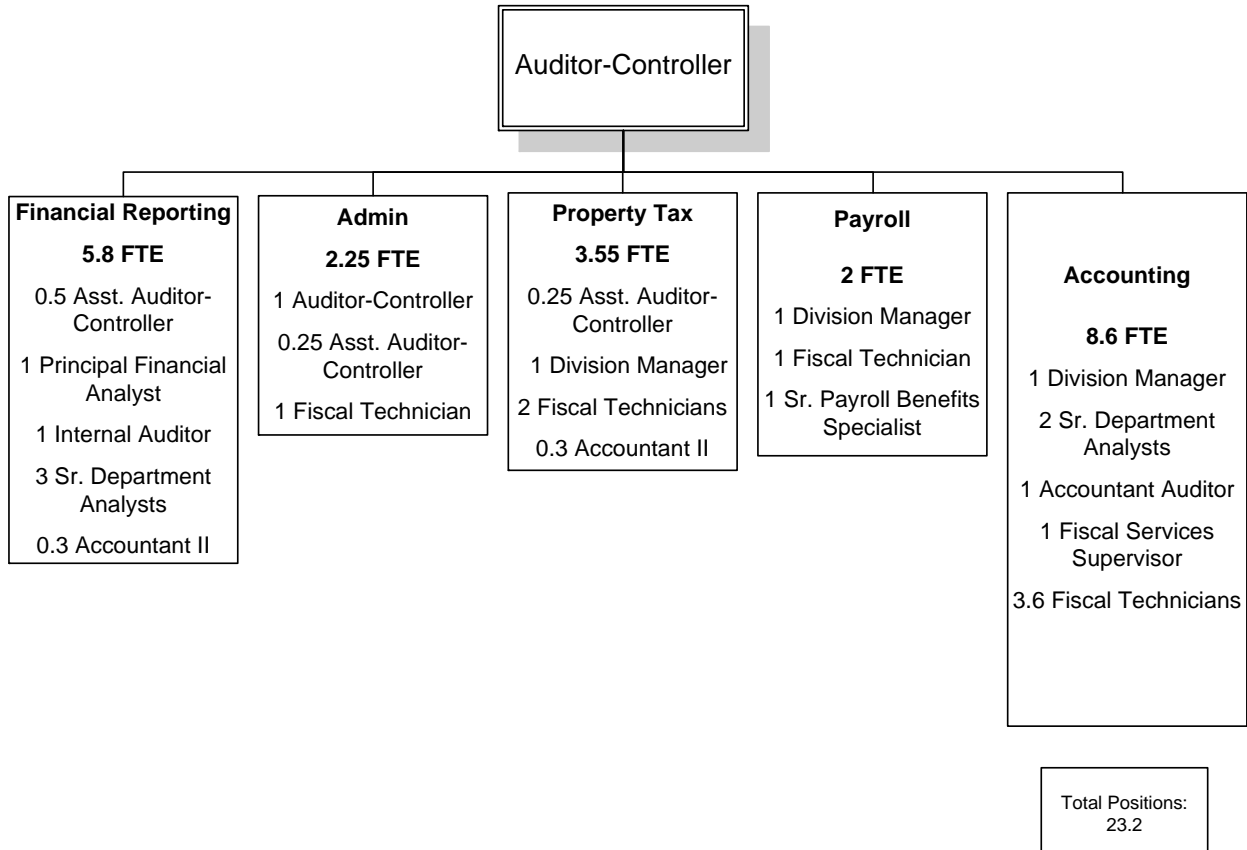 Auditor-Controller
Financial Reporting
5.8 FTE
0.5 Asst. Auditor-
Controller
1 Principal Financial
Analyst
1 Internal Auditor
3 Sr. Department
Analysts
0.3 Accountant II
Admin
2.25 FTE
1 Auditor-Controller
0.25 Asst. Auditor-
Controller
1 Fiscal Technician
Property Tax
3.55 FTE
0.25 Asst. Auditor-
Controller
1 Division Manager
2 Fiscal Technicians
0.3 Accountant II
Payroll
2 FTE
1 Division Manager
1 Fiscal Technician
1 Sr. Payroll Benefits
Specialist
Accounting
8.6 FTE
1 Division Manager
2 Sr. Department
Analysts
1 Accountant Auditor
1 Fiscal Services
Supervisor
3.6 Fiscal Technicians
Total Positions:
23.2